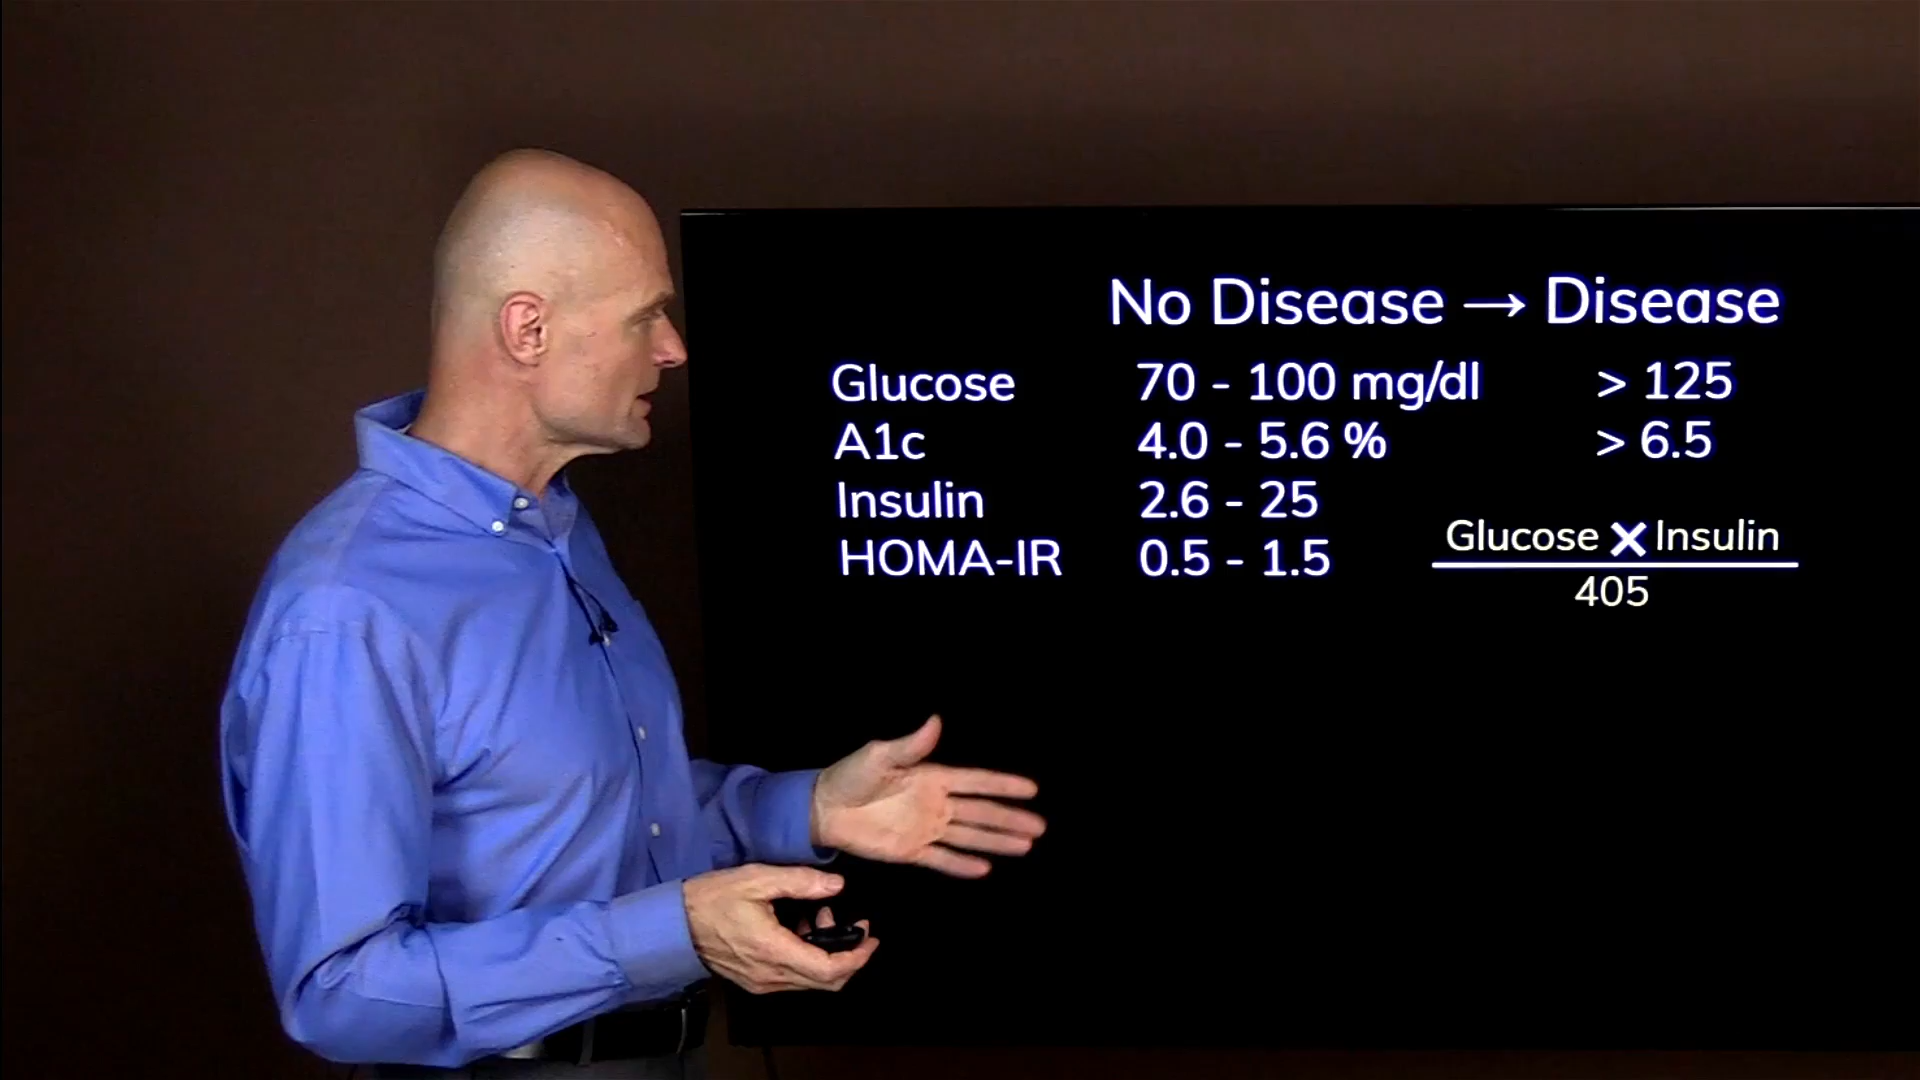 No Disease → Disease
Glucose 70 - 100 mg/dl > 125
A1c 4.0 - 5.6 % > 6.5
Insulin 2.6 - 25
HOMA-IR 0.5 - 1.5
Glucose × Insulin
405